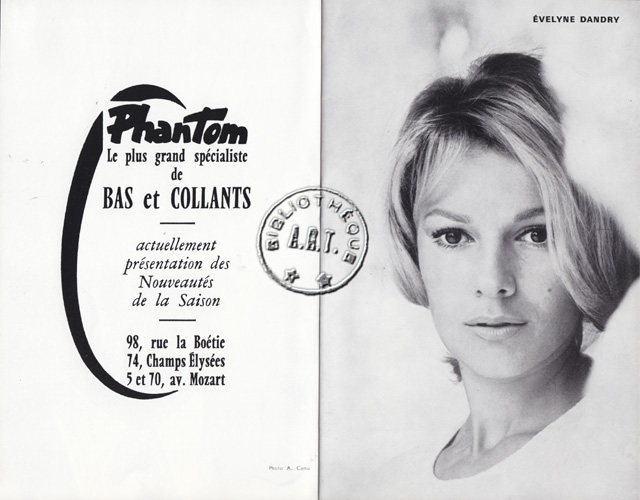 Phantom
Le plus grand spécialiste
de
BAS et COLLANTS
actuellement
présentation des
Nouveautés
de la Saison
98, rue la Boétie
74, Champs Élysées
5 et 70, av. Mozart
Photo A.
BIBLIOTHÈQUE
A.R.T.
ÉVELYNE DANDRY